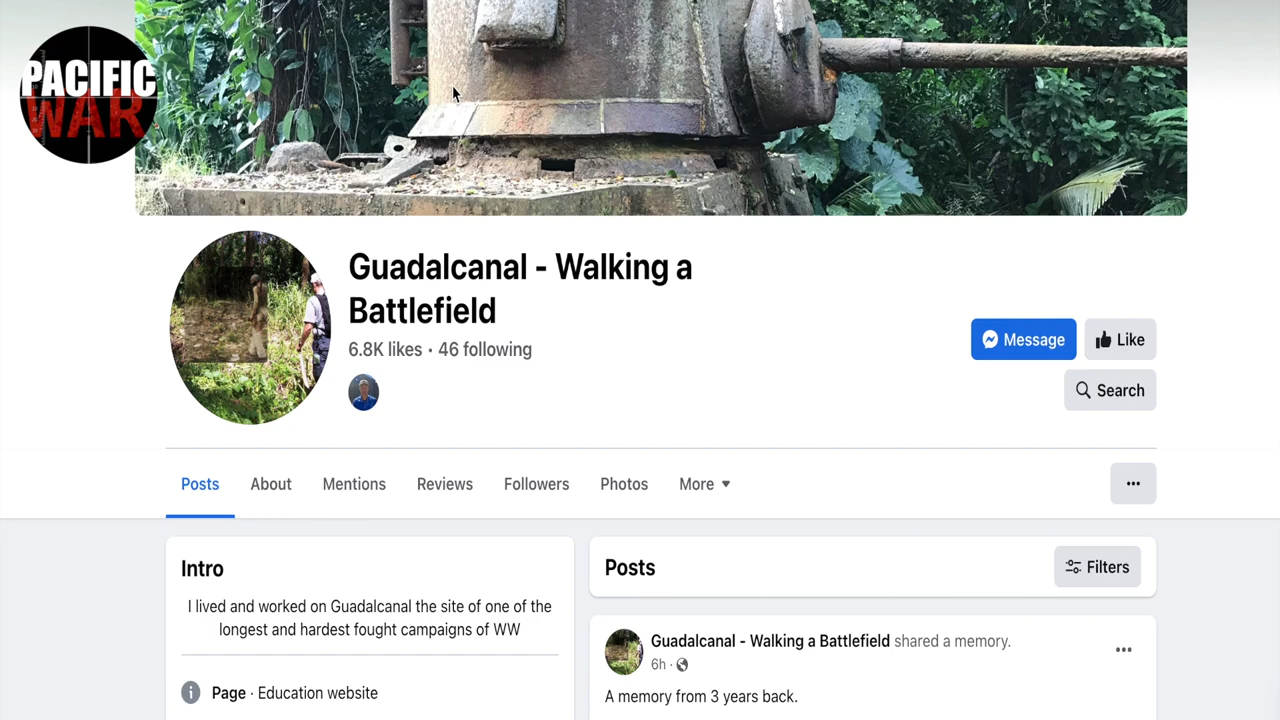 PACIFIC
WAR
Guadalcanal - Walking a
Battlefield
6.8K likes · 46 following
Message
Like
Search
Posts
About
Mentions
Reviews
Followers
Photos
More
Intro
I lived and worked on Guadalcanal the site of one of the
longest and hardest fought campaigns of WW
Page · Education website
Posts
Filters
Guadalcanal - Walking a Battlefield shared a memory.
6h ·
A memory from 3 years back.